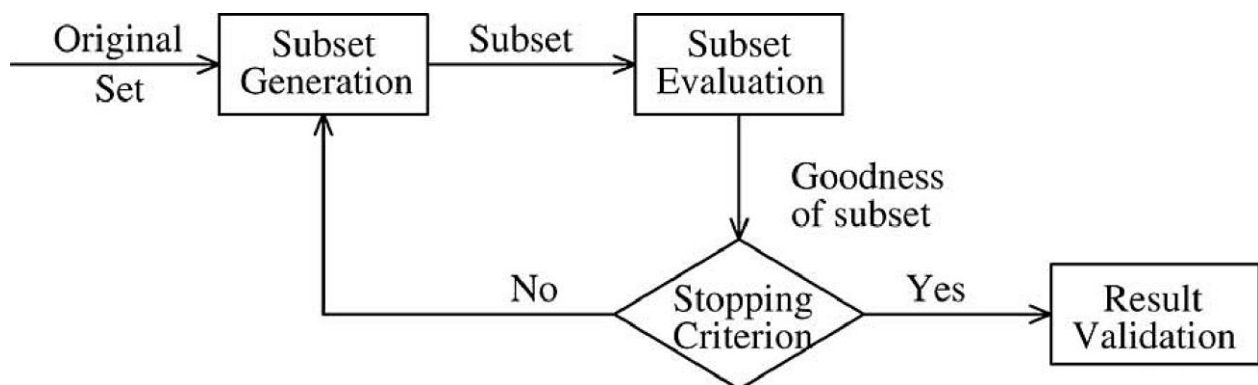 Original
Set
Subset
Generation
Subset
Subset
Evaluation
Goodness
of subset
No
Stopping
Criterion
Yes
Result
Validation